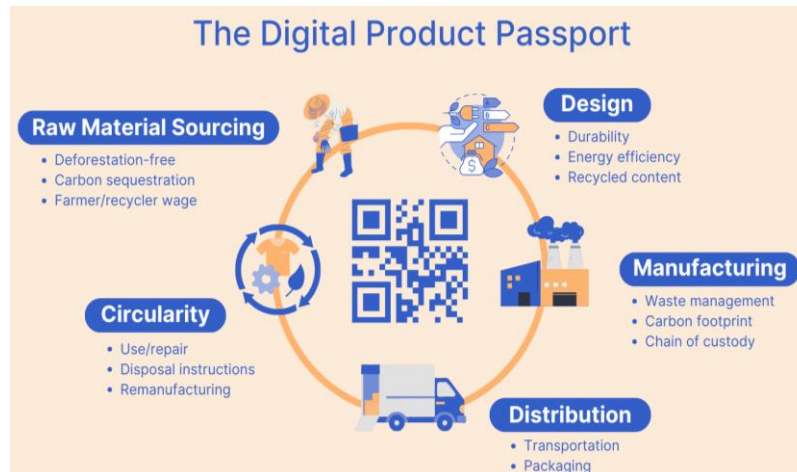 The Digital Product Passport
Raw Material Sourcing
• Deforestation-free
• Carbon sequestration
• Farmer/recycler wage
Design
• Durability
• Energy efficiency
• Recycled content
Manufacturing
• Waste management
• Carbon footprint
• Chain of custody
Distribution
• Transportation
• Packaging
Circularity
• Use/repair
• Disposal instructions
• Remanufacturing